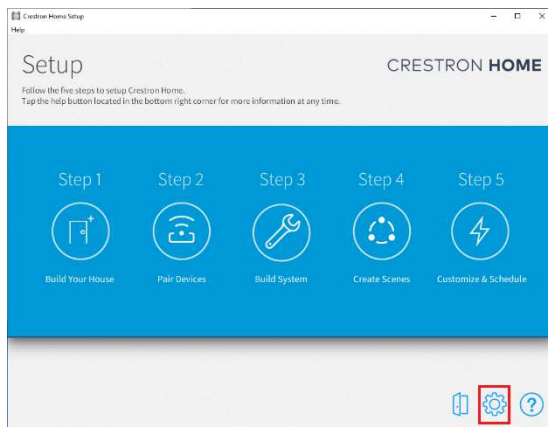 Crestron Home Setup
Help
Setup
CRESTRON HOME
Follow the five steps to setup Crestron Home.
Tap the help button located in the bottom right corner for more information at any time.
Step 1 Step 2 Step 3 Step 4 Step 5
Build Your House Pair Devices Build System Create Scenes Customize & Schedule
?